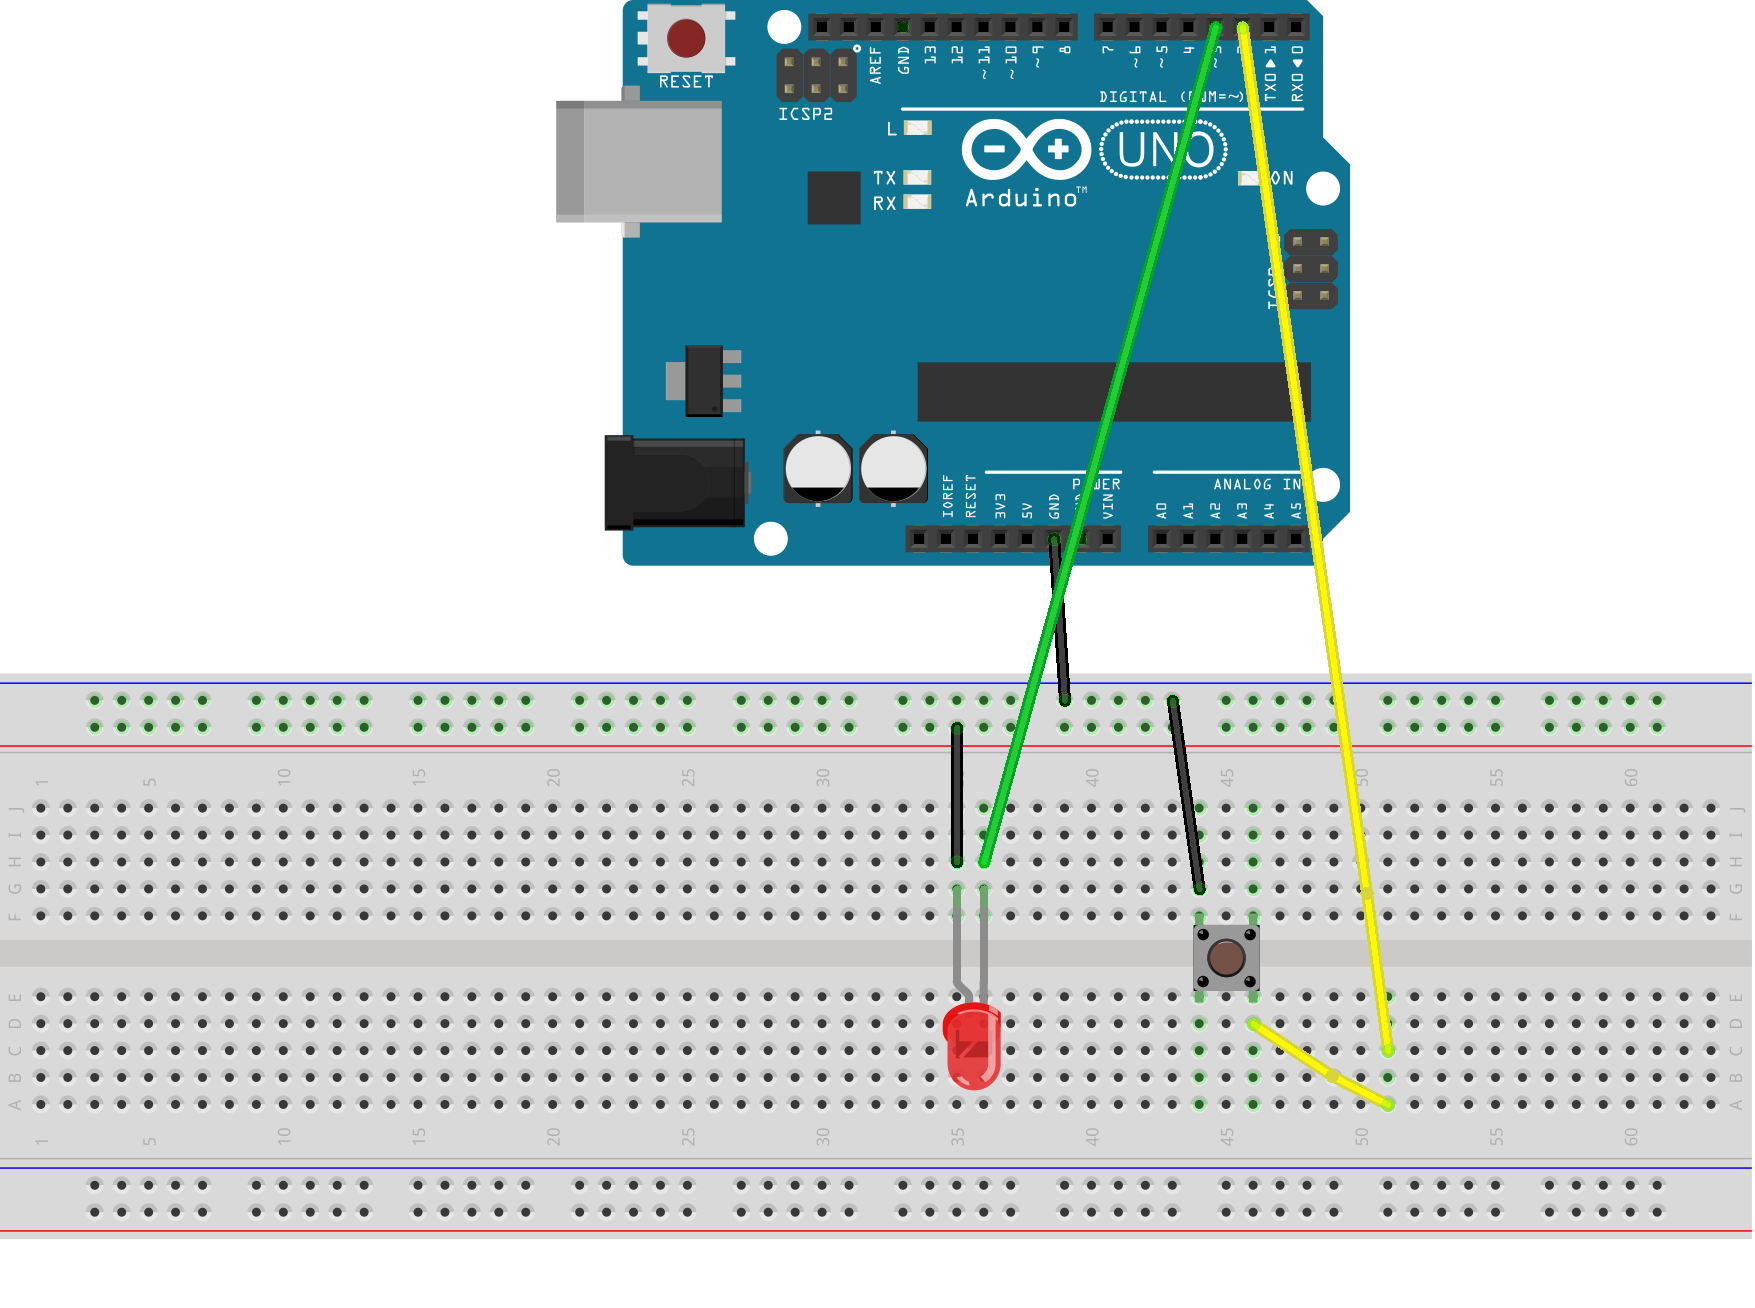 RESET
ICSP2
AREF
GND
13
12
~11
~10
~9
8
7
~6
~5
4
~3
TX0▶1
RX0◀0
DIGITAL (PWM=~)
L
TX
RX
UNO
Arduino™
ON
ICSP
IOREF
RESET
3V3
5V
GND
VIN
POWER
ANALOG IN
A0
A1
A2
A3
A4
A5
1 5 10 15 20 25 30 35 40 45 50 55 60
J J
I I
H H
G G
F F
E E
D D
C C
B B
A A
1 5 10 15 20 25 30 35 40 45 50 55 60